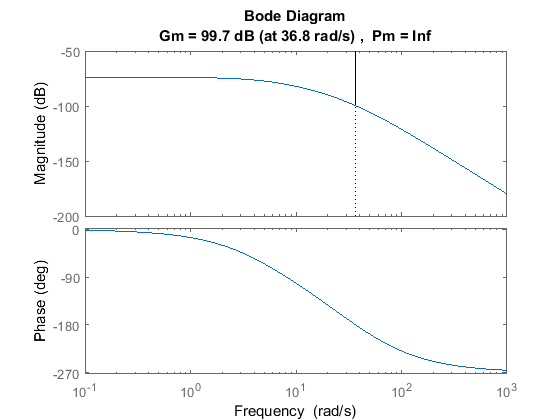 Bode Diagram
Gm = 99.7 dB (at 36.8 rad/s) ,  Pm = Inf
Magnitude (dB)
-50
-100
-150
-200
Phase (deg)
0
-90
-180
-270
10^-1 10^0 10^1 10^2 10^3
Frequency  (rad/s)